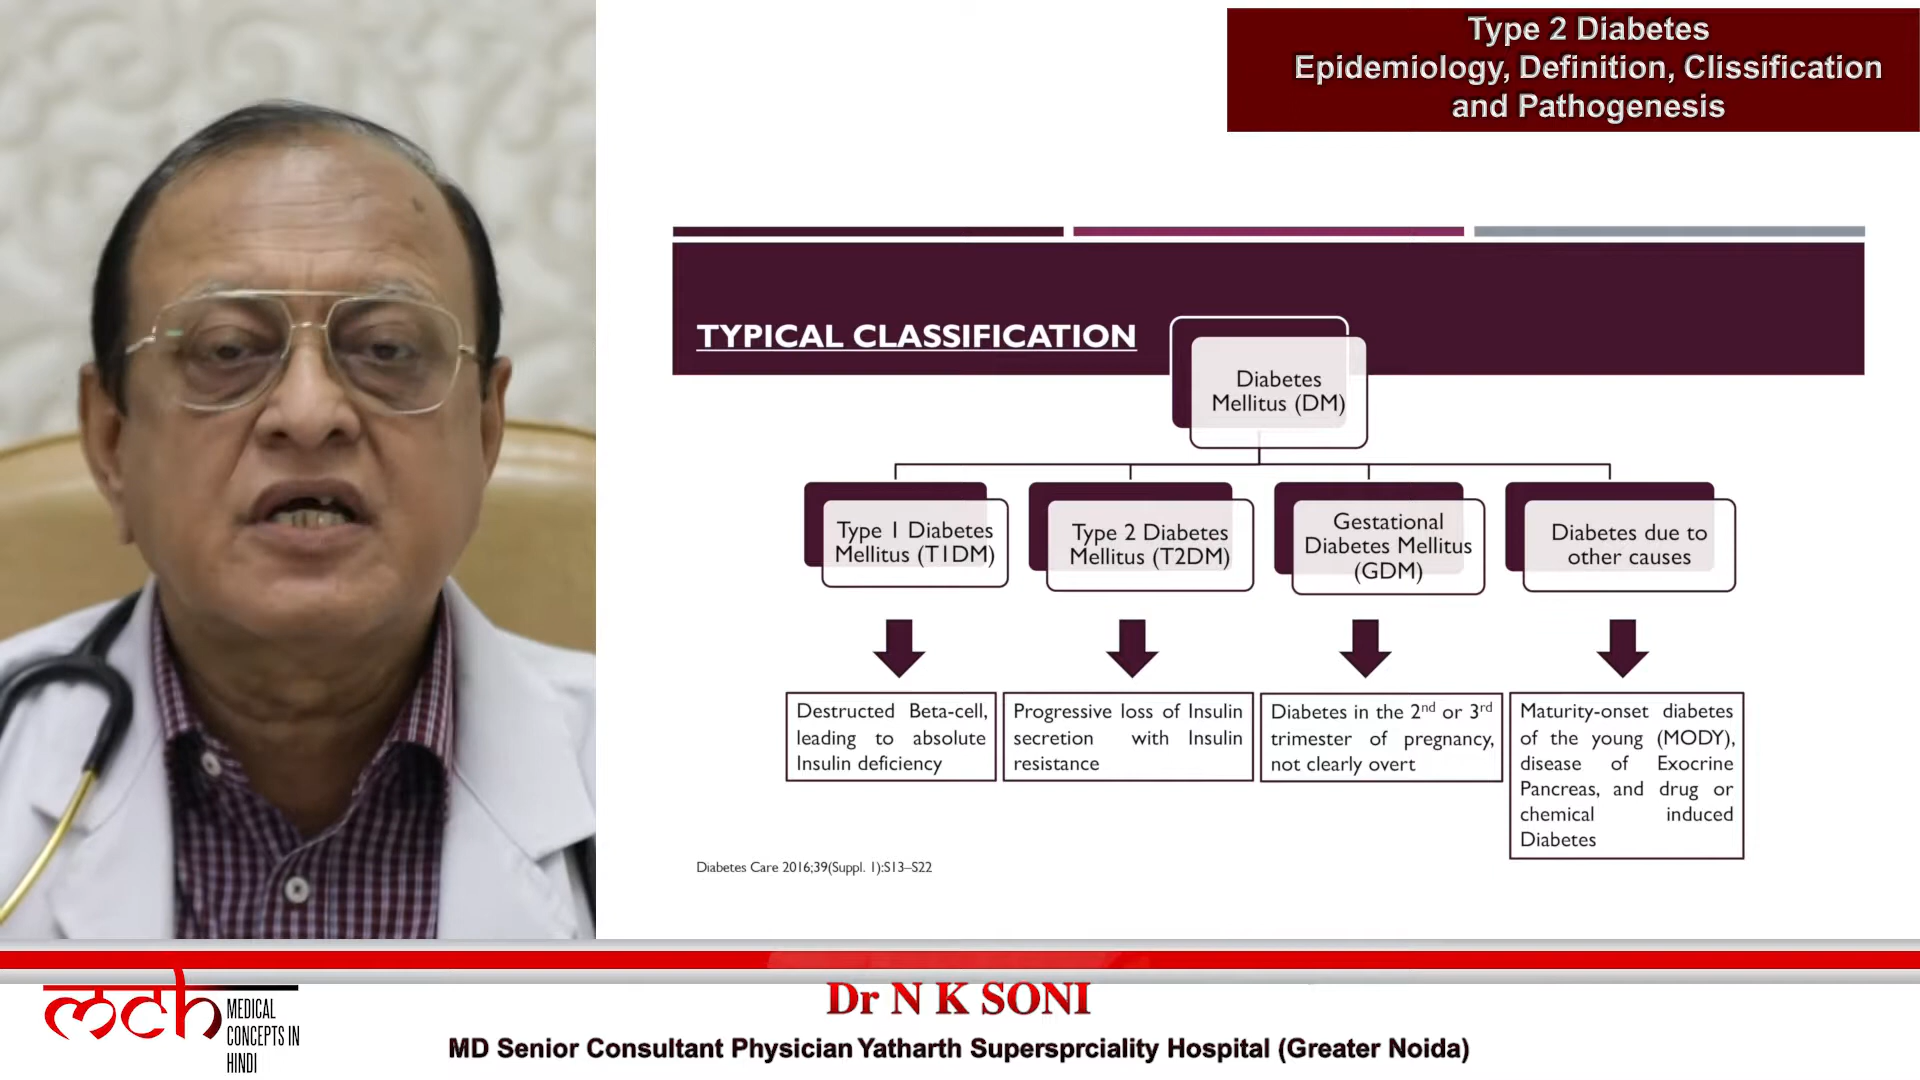 Type 2 Diabetes
Epidemiology, Definition, Clissification
and Pathogenesis
TYPICAL CLASSIFICATION
Diabetes
Mellitus (DM)
Type 1 Diabetes
Mellitus (T1DM)
Type 2 Diabetes
Mellitus (T2DM)
Gestational
Diabetes Mellitus
(GDM)
Diabetes due to
other causes
Destructed Beta-cell,
leading to absolute
Insulin deficiency
Progressive loss of Insulin
secretion with Insulin
resistance
Diabetes in the 2nd or 3rd
trimester of pregnancy,
not clearly overt
Maturity-onset diabetes
of the young (MODY),
disease of Exocrine
Pancreas, and drug or
chemical induced
Diabetes
Diabetes Care 2016;39(Suppl. 1):S13–S22
mch
MEDICAL
CONCEPTS IN
HINDI
Dr N K SONI
MD Senior Consultant Physician Yatharth Supersprciality Hospital (Greater Noida)